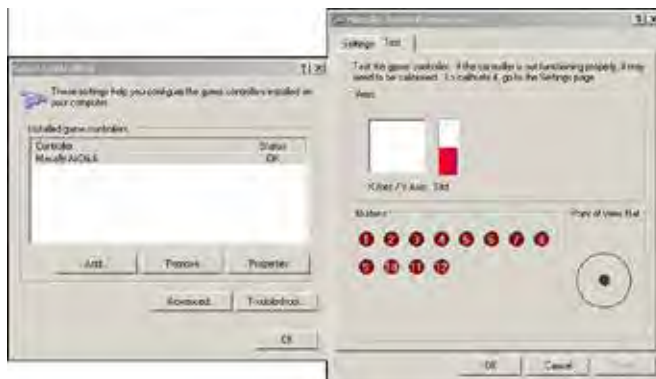 These settings help you configure the game controllers installed on
your computer.
Installed game controllers
Controller Status
Macally AirStick OK
Add... Remove Properties
Advanced... Troubleshoot...
OK
Settings Test
Test the game controller. If the controller is not functioning properly, it may
need to be calibrated. To calibrate it, go to the Settings page.
Axes
X Axis / Y Axis
Buttons
Point of View Hat
1 2 3 4 5 6 7 8
9 10 11 12
OK Cancel